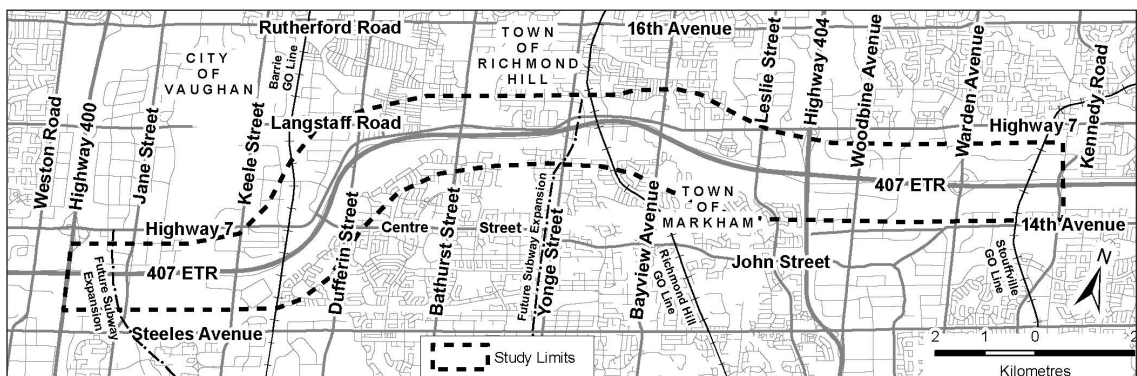 Rutherford Road
TOWN
OF
RICHMOND
HILL
16th Avenue
CITY
OF
VAUGHAN
Barrie
GO Line
Leslie Street
Highway 404
Woodbine Avenue
Warden Avenue
Kennedy Road
Weston Road
Highway 400
Jane Street
Keele Street
Langstaff Road
Highway 7
407 ETR
TOWN
OF
MARKHAM
Highway 7
Dufferin Street
Centre Street
Bathurst Street
Future Subway Expansion
Yonge Street
Bayview Avenue
14th Avenue
407 ETR
Future Subway
Expansion
Richmond Hill
GO Line
John Street
Stouffville
GO Line
N
Steeles Avenue
Study Limits
2 1 0 2
Kilometres